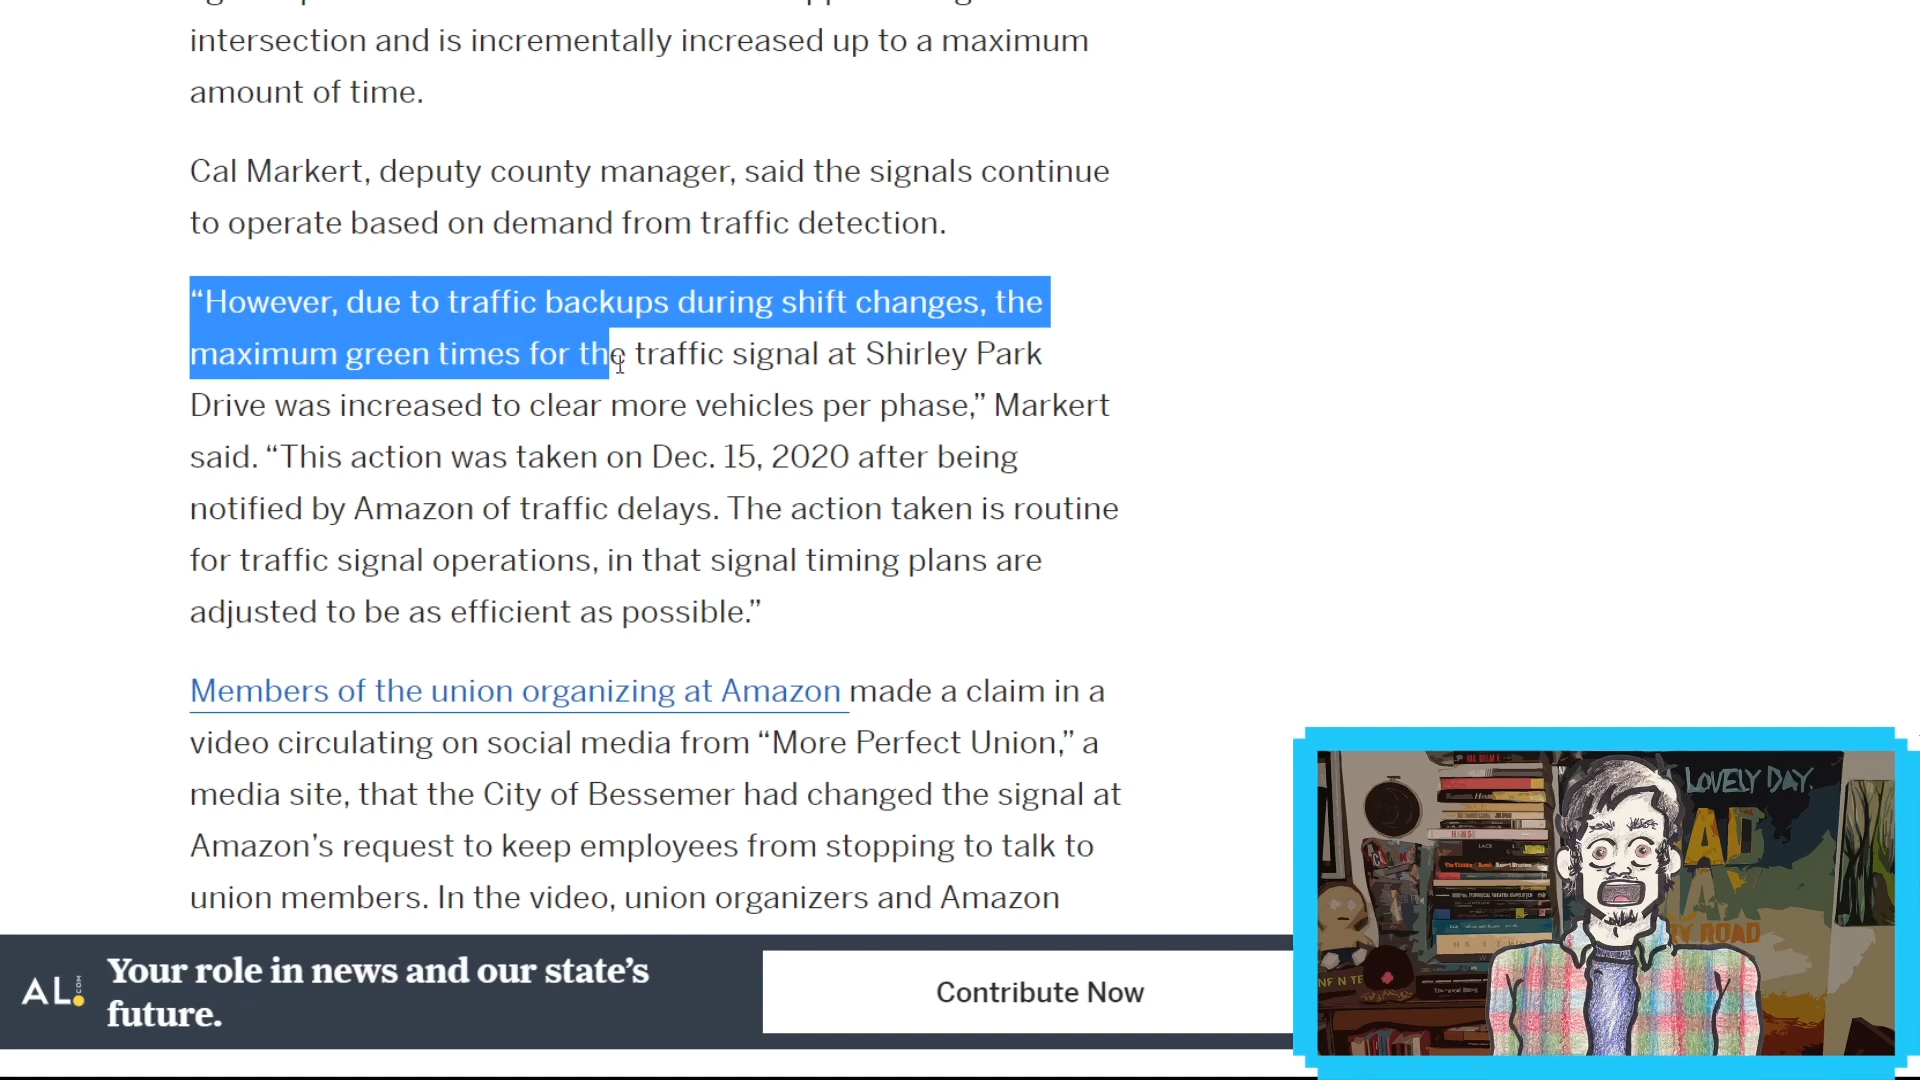 intersection and is incrementally increased up to a maximum
amount of time.
Cal Markert, deputy county manager, said the signals continue
to operate based on demand from traffic detection.
“However, due to traffic backups during shift changes, the
maximum green times for the traffic signal at Shirley Park
Drive was increased to clear more vehicles per phase,” Markert
said. “This action was taken on Dec. 15, 2020 after being
notified by Amazon of traffic delays. The action taken is routine
for traffic signal operations, in that signal timing plans are
adjusted to be as efficient as possible.”
Members of the union organizing at Amazon made a claim in a
video circulating on social media from “More Perfect Union,” a
media site, that the City of Bessemer had changed the signal at
Amazon’s request to keep employees from stopping to talk to
union members. In the video, union organizers and Amazon
AL.COM
Your role in news and our state’s
future.
Contribute Now
LOVELY DAY.
ROAD